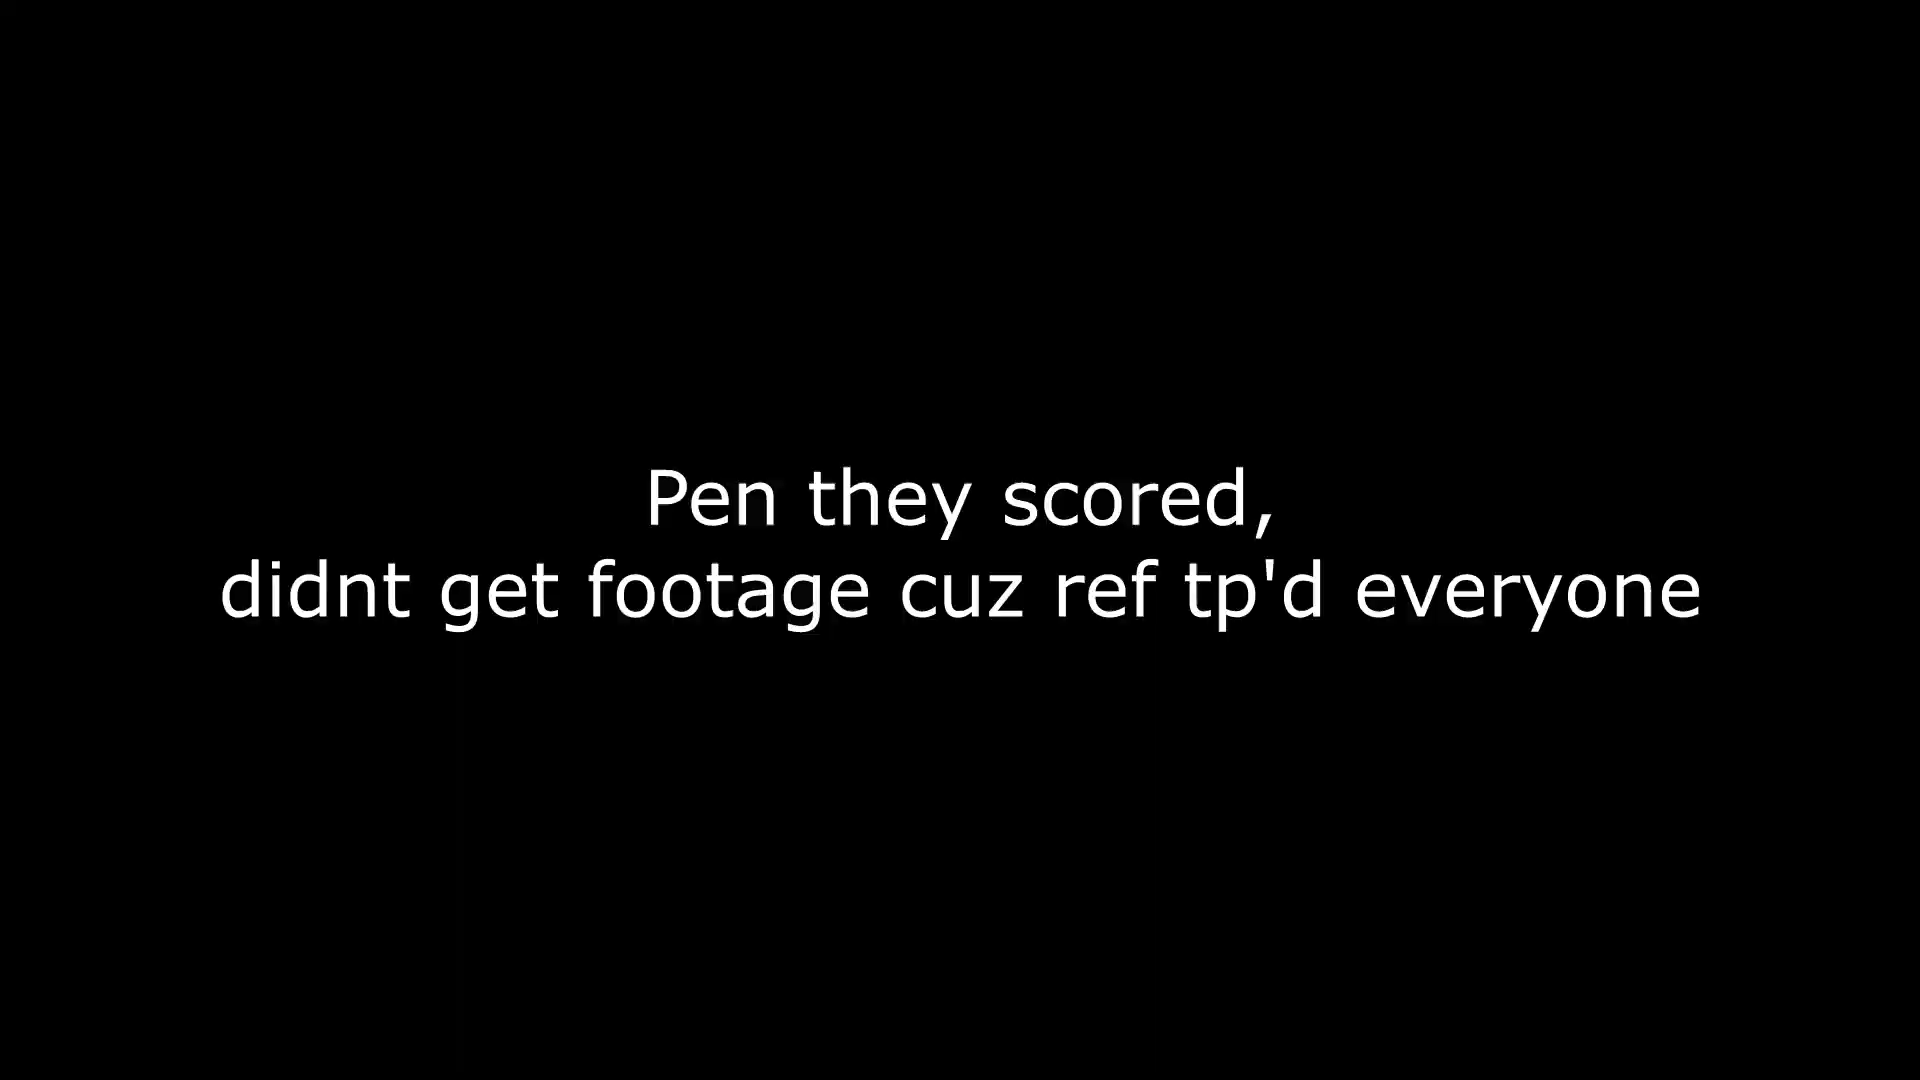 Pen they scored,
didnt get footage cuz ref tp'd everyone